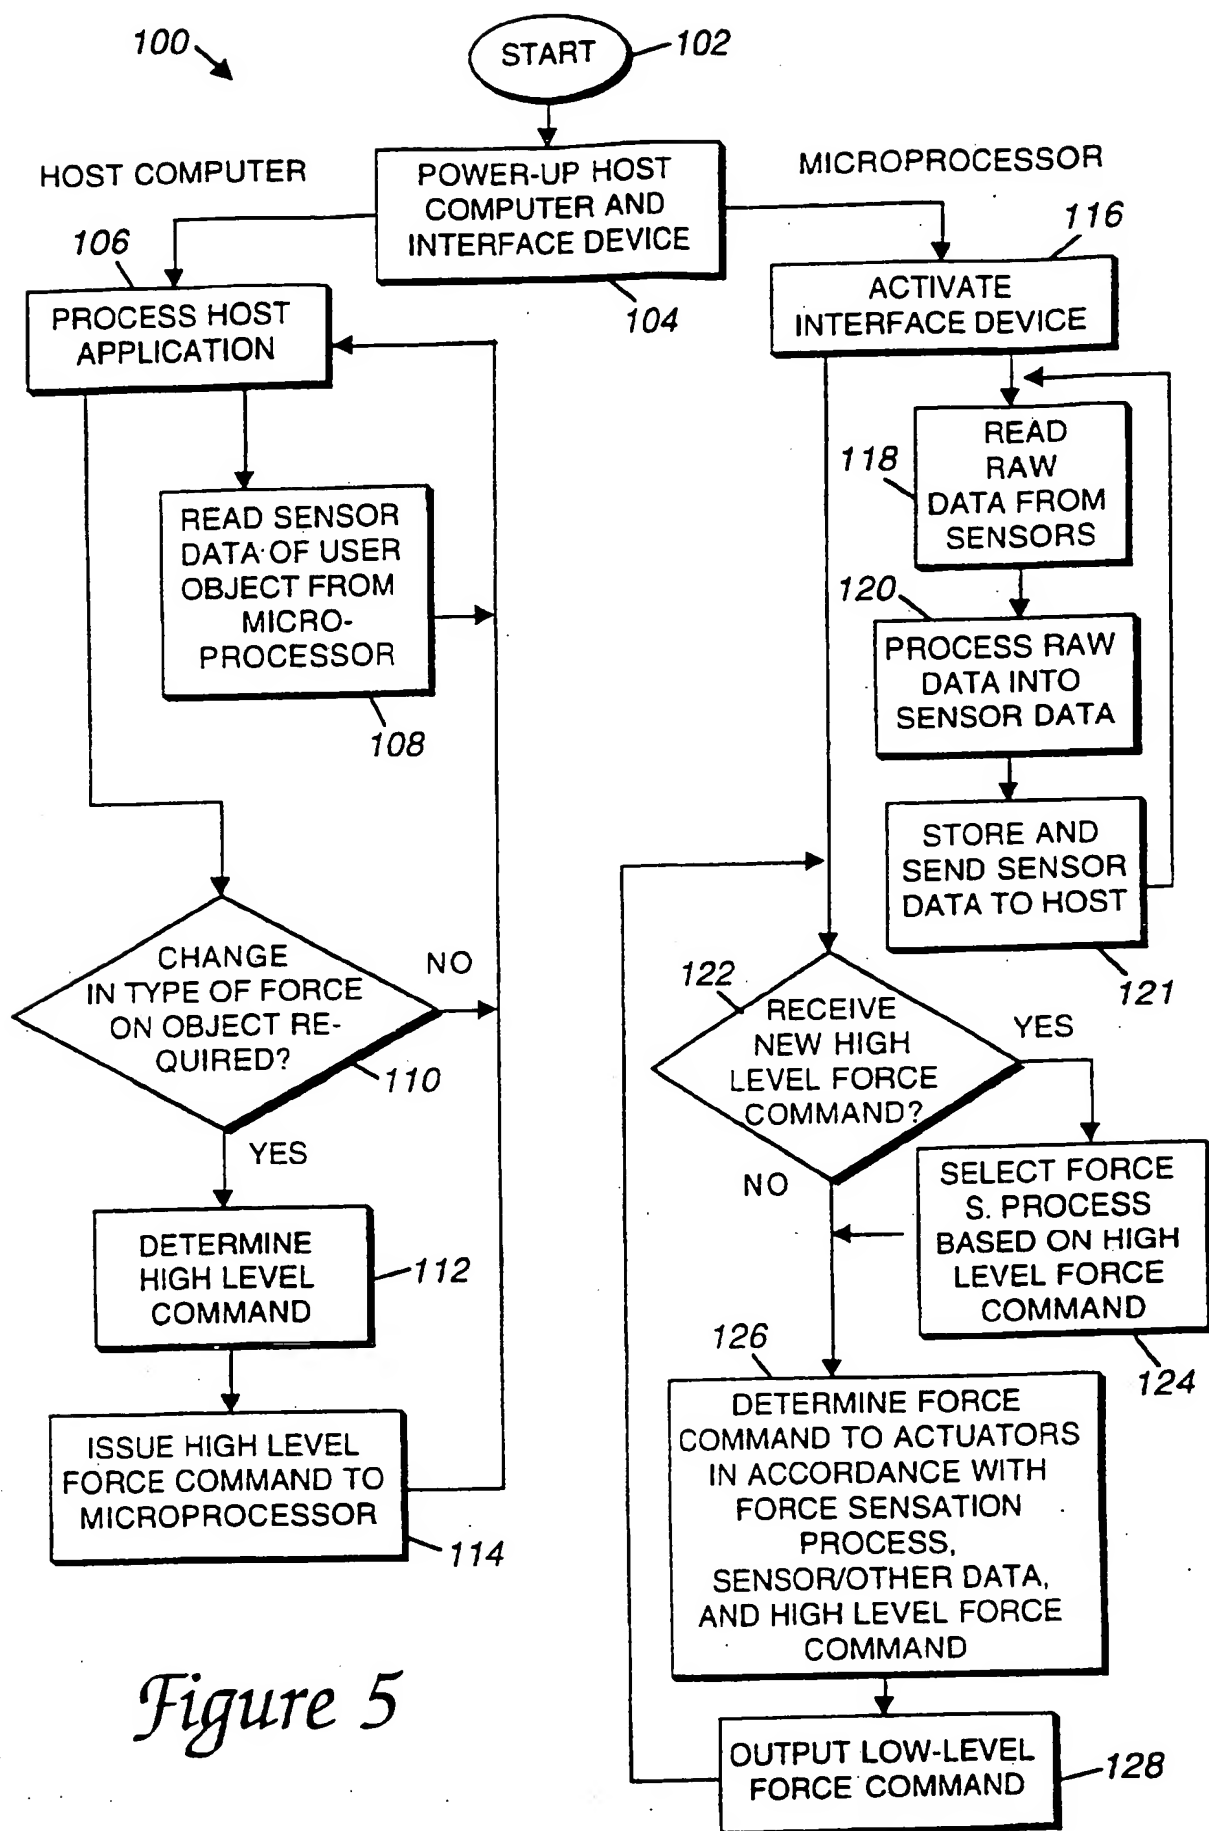 100
START
102
HOST COMPUTER
POWER-UP HOST
COMPUTER AND
INTERFACE DEVICE
104
MICROPROCESSOR
106
PROCESS HOST
APPLICATION
READ SENSOR
DATA OF USER
OBJECT FROM
MICRO-
PROCESSOR
108
CHANGE
IN TYPE OF FORCE
ON OBJECT RE-
QUIRED?
NO
110
YES
DETERMINE
HIGH LEVEL
COMMAND
112
ISSUE HIGH LEVEL
FORCE COMMAND TO
MICROPROCESSOR
114
116
ACTIVATE
INTERFACE DEVICE
118
READ
RAW
DATA FROM
SENSORS
120
PROCESS RAW
DATA INTO
SENSOR DATA
STORE AND
SEND SENSOR
DATA TO HOST
121
122
RECEIVE
NEW HIGH
LEVEL FORCE
COMMAND?
YES
NO
SELECT FORCE
S. PROCESS
BASED ON HIGH
LEVEL FORCE
COMMAND
124
126
DETERMINE FORCE
COMMAND TO ACTUATORS
IN ACCORDANCE WITH
FORCE SENSATION
PROCESS,
SENSOR/OTHER DATA,
AND HIGH LEVEL FORCE
COMMAND
OUTPUT LOW-LEVEL
FORCE COMMAND
128
Figure 5